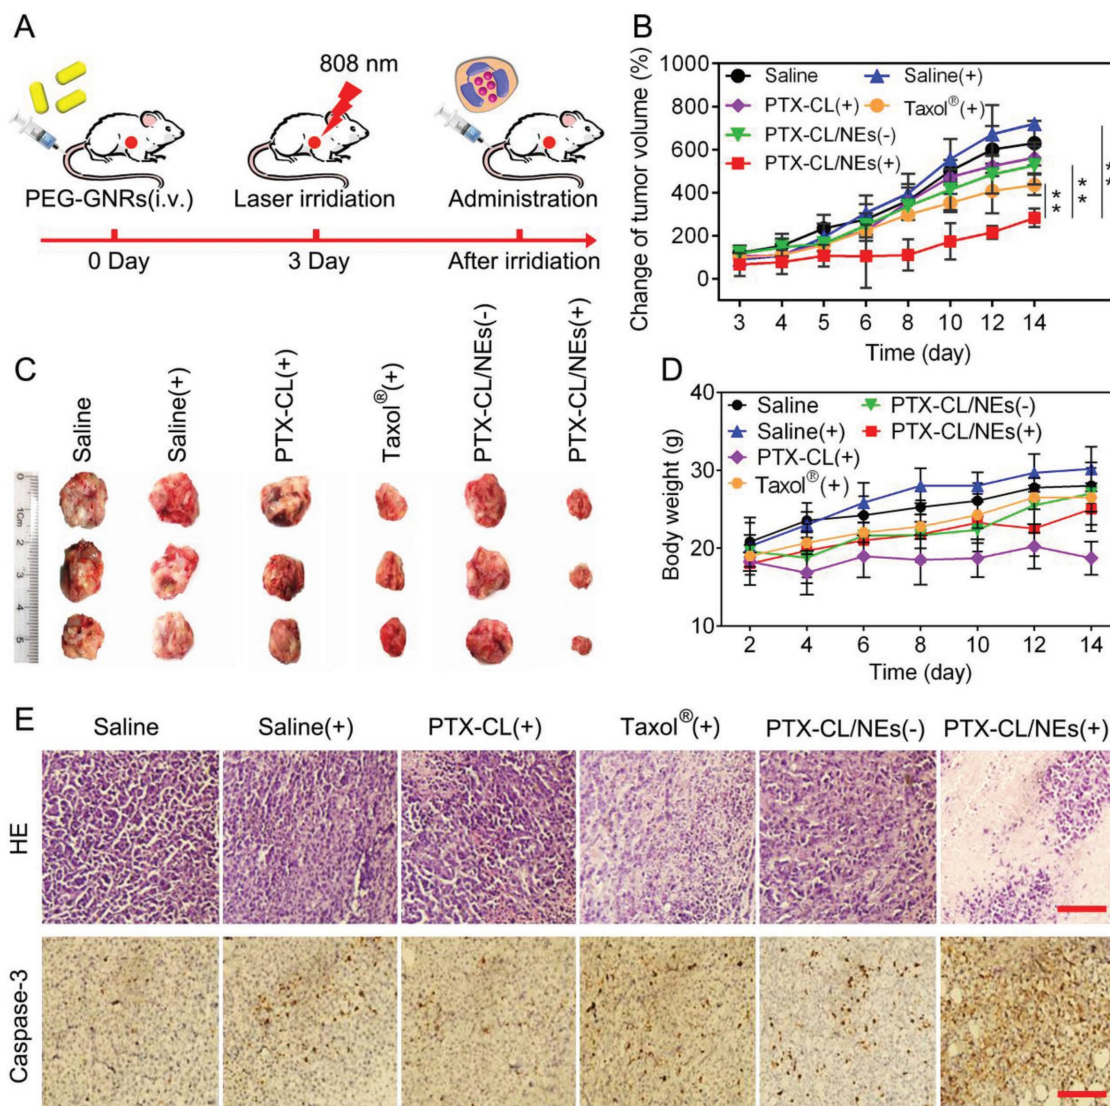 A
808 nm
PEG-GNRs(i.v.)
Laser irridiation
Administration
0 Day
3 Day
After irridiation
B
Change of tumor volume (%)
1000
800
600
400
200
0
Saline
Saline(+)
PTX-CL(+)
Taxol®(+)
PTX-CL/NEs(-)
PTX-CL/NEs(+)
**
**
**
3 4 5 6 8 10 12 14
Time (day)
C
Saline
Saline(+)
PTX-CL(+)
Taxol®(+)
PTX-CL/NEs(-)
PTX-CL/NEs(+)
0
1Cm
2
3
4
5
D
Body weight (g)
40
30
20
10
Saline
PTX-CL/NEs(-)
Saline(+)
PTX-CL/NEs(+)
PTX-CL(+)
Taxol®(+)
2 4 6 8 10 12 14
Time (day)
E
Saline
Saline(+)
PTX-CL(+)
Taxol®(+)
PTX-CL/NEs(-)
PTX-CL/NEs(+)
HE
Caspase-3